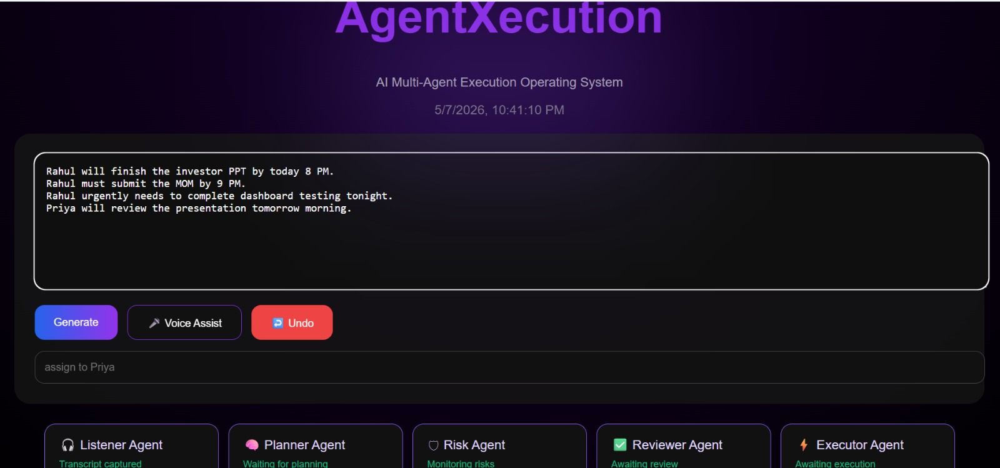 AgentXecution
AI Multi-Agent Execution Operating System
5/7/2026, 10:41:10 PM
Rahul will finish the investor PPT by today 8 PM.
Rahul must submit the MOM by 9 PM.
Rahul urgently needs to complete dashboard testing tonight.
Priya will review the presentation tomorrow morning.
Generate
Voice Assist
Undo
assign to Priya
Listener Agent
Transcript captured
Planner Agent
Waiting for planning
Risk Agent
Monitoring risks
Reviewer Agent
Awaiting review
Executor Agent
Awaiting execution